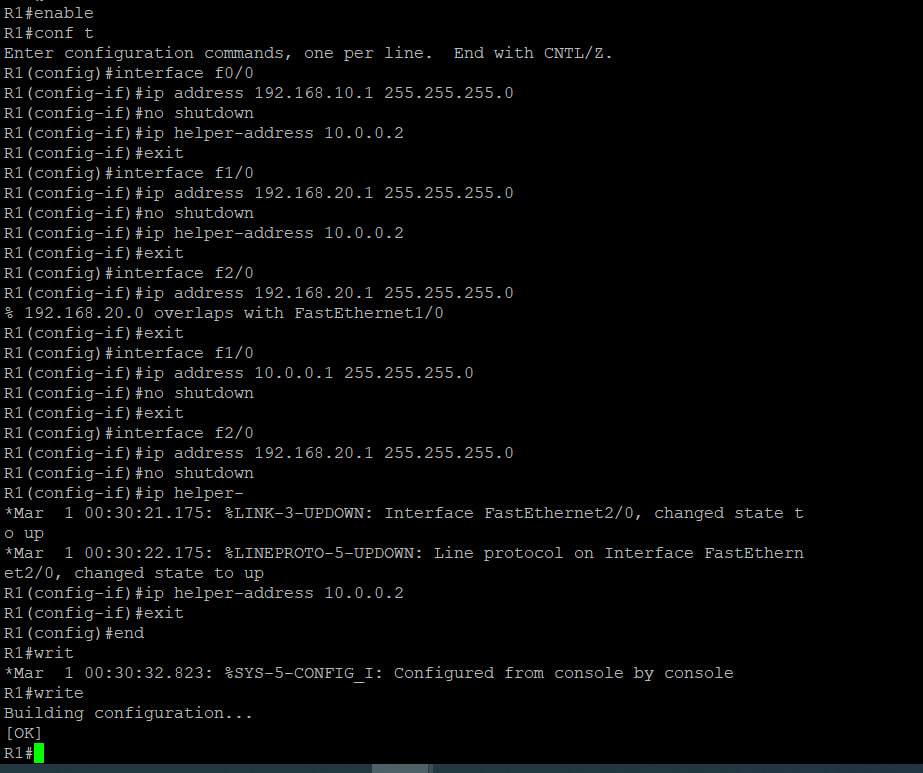 R1#enable
R1#conf t
Enter configuration commands, one per line.  End with CNTL/Z.
R1(config)#interface f0/0
R1(config-if)#ip address 192.168.10.1 255.255.255.0
R1(config-if)#no shutdown
R1(config-if)#ip helper-address 10.0.0.2
R1(config-if)#exit
R1(config)#interface f1/0
R1(config-if)#ip address 192.168.20.1 255.255.255.0
R1(config-if)#no shutdown
R1(config-if)#ip helper-address 10.0.0.2
R1(config-if)#exit
R1(config)#interface f2/0
R1(config-if)#ip address 192.168.20.1 255.255.255.0
% 192.168.20.0 overlaps with FastEthernet1/0
R1(config-if)#exit
R1(config)#interface f1/0
R1(config-if)#ip address 10.0.0.1 255.255.255.0
R1(config-if)#no shutdown
R1(config-if)#exit
R1(config)#interface f2/0
R1(config-if)#ip address 192.168.20.1 255.255.255.0
R1(config-if)#no shutdown
R1(config-if)#ip helper-
*Mar  1 00:30:21.175: %LINK-3-UPDOWN: Interface FastEthernet2/0, changed state t
o up
*Mar  1 00:30:22.175: %LINEPROTO-5-UPDOWN: Line protocol on Interface FastEthern
et2/0, changed state to up
R1(config-if)#ip helper-address 10.0.0.2
R1(config-if)#exit
R1(config)#end
R1#writ
*Mar  1 00:30:32.823: %SYS-5-CONFIG_I: Configured from console by console
R1#write
Building configuration...
[OK]
R1#